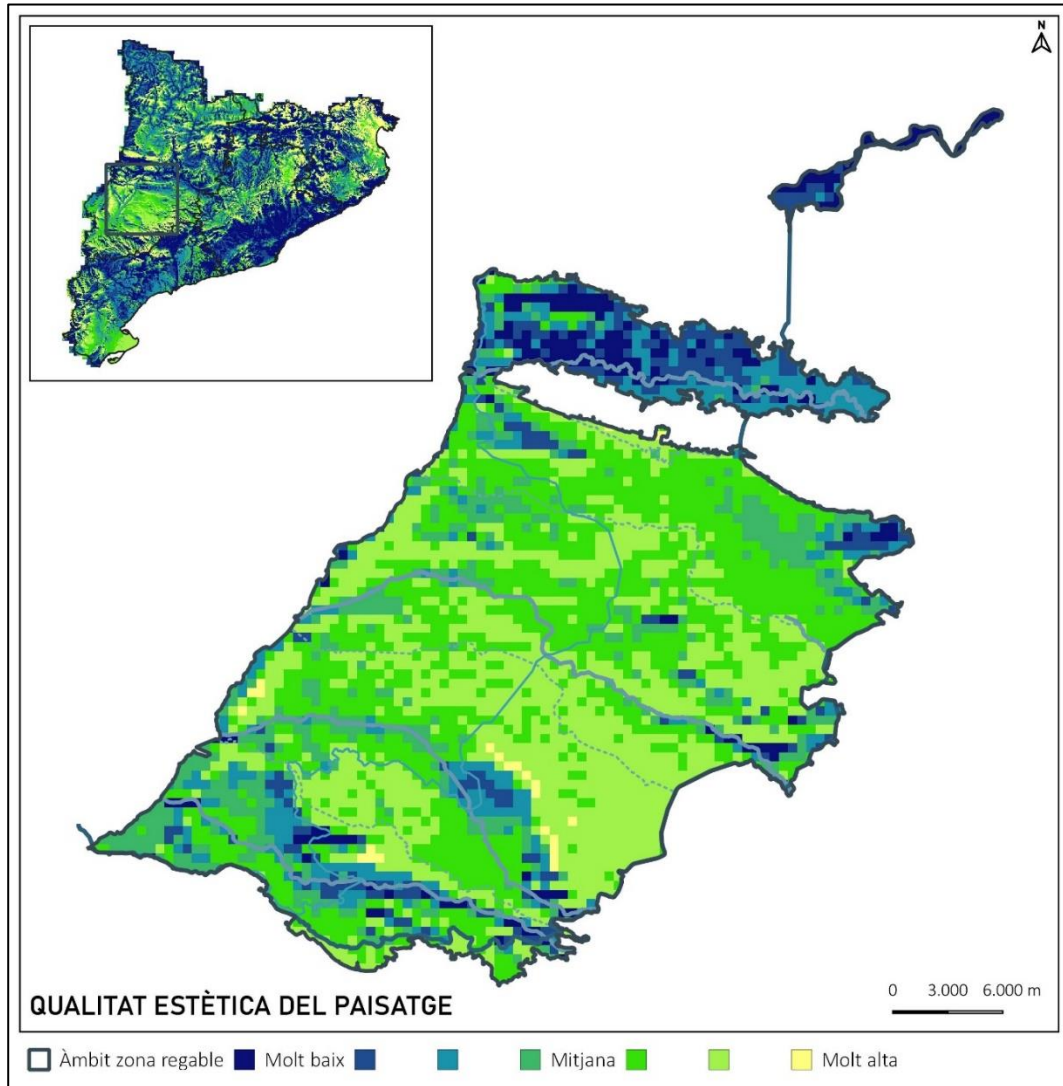 N
QUALITAT ESTÈTICA DEL PAISATGE
0 3.000 6.000 m
Àmbit zona regable Molt baix Mitjana Molt alta